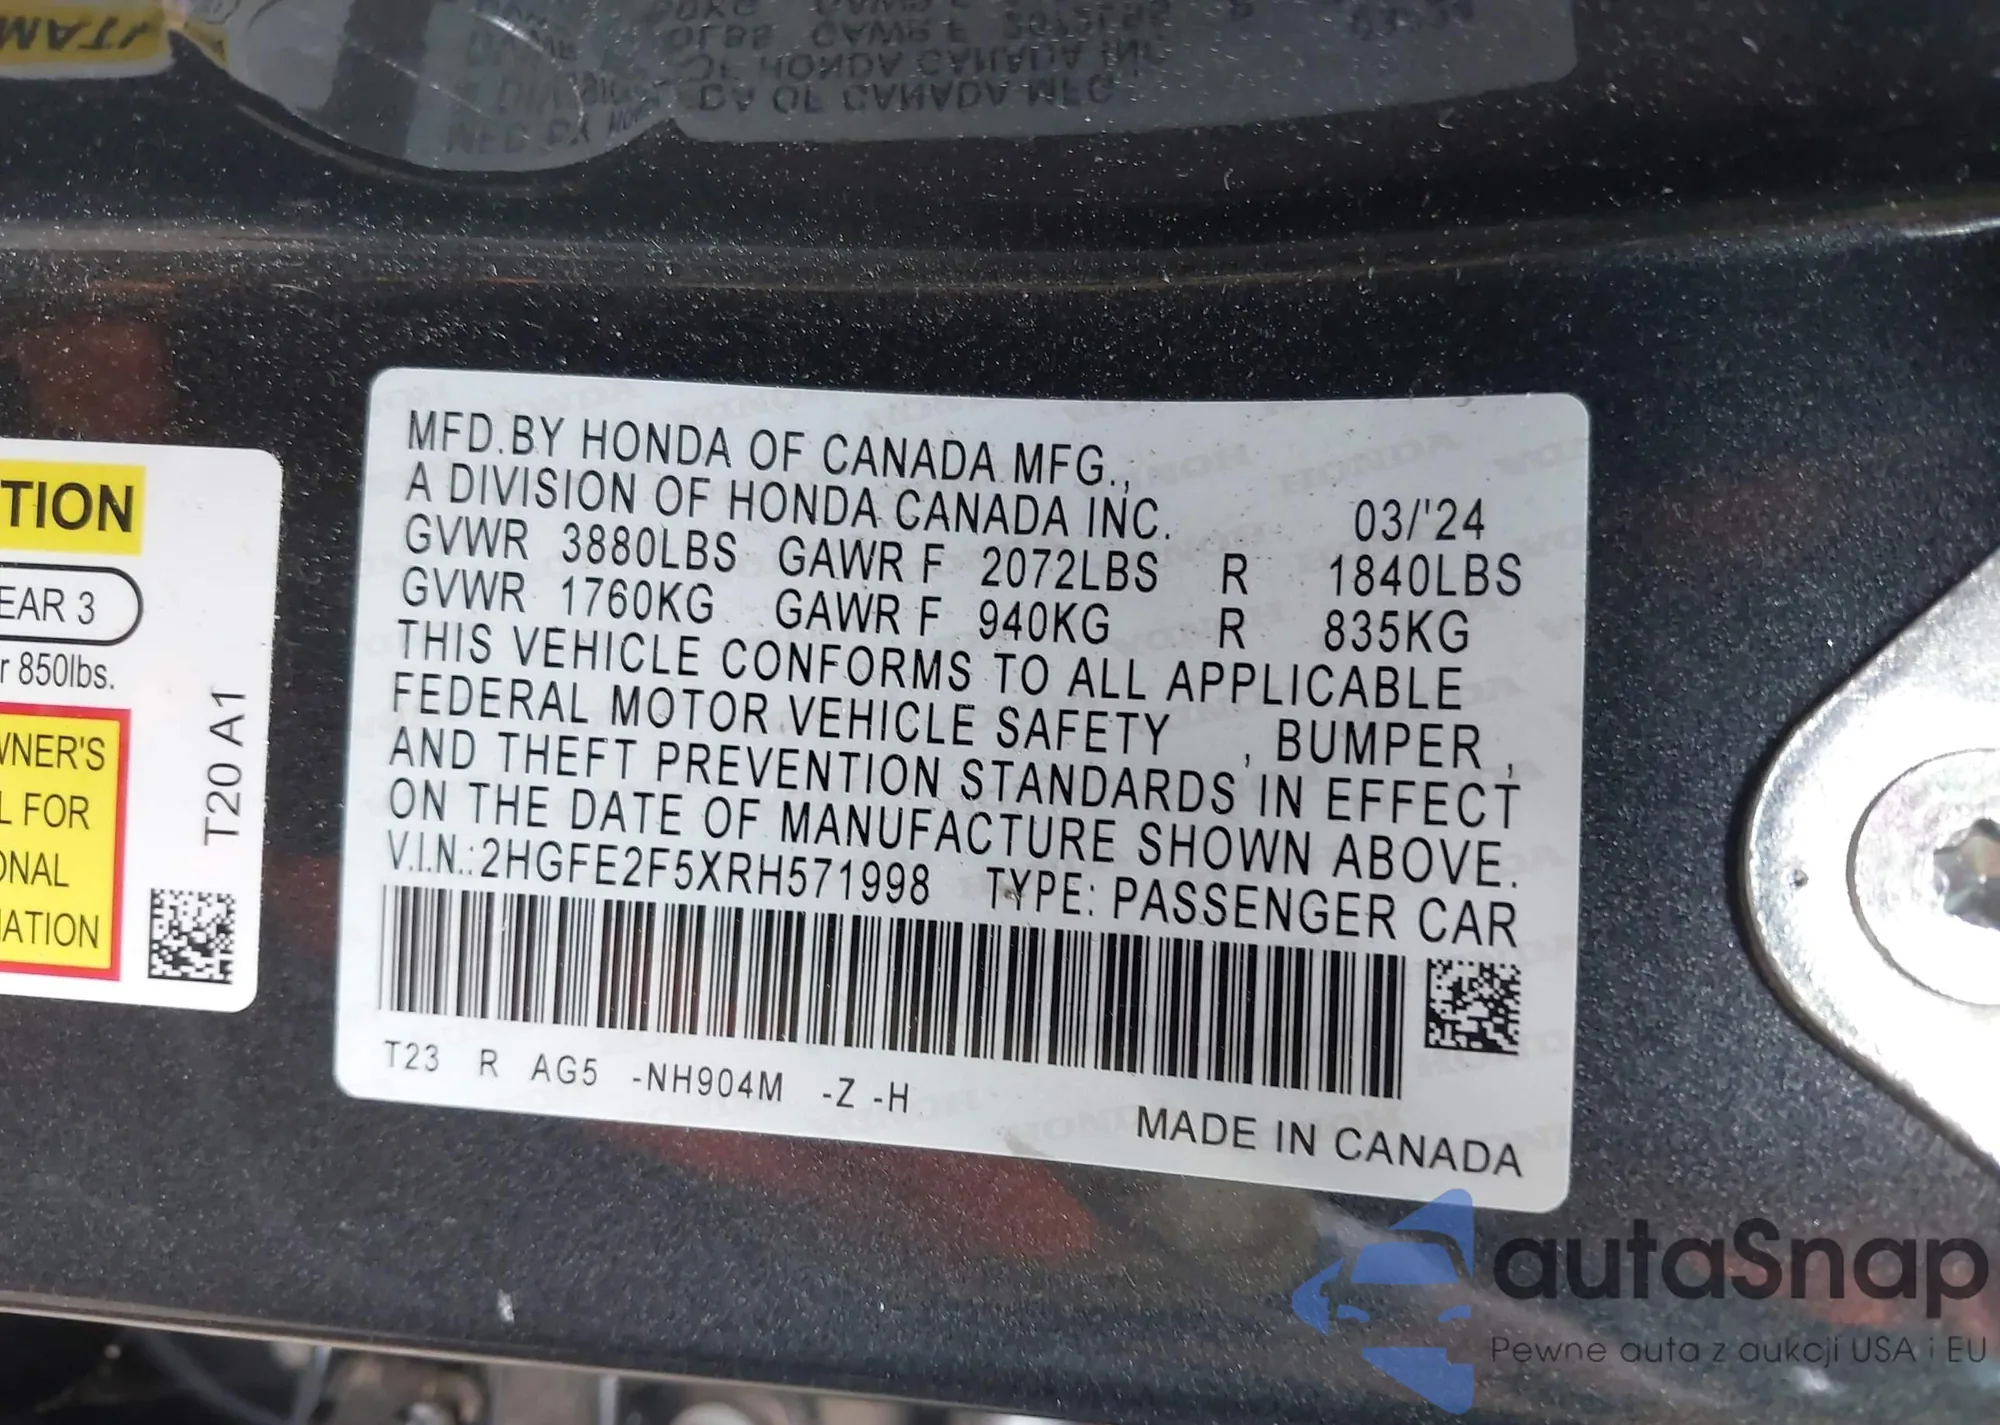 TION
EAR 3
r 850lbs.
WNER'S
L FOR
ONAL
MATION
T20 A1
MFD.BY HONDA OF CANADA MFG.,
A DIVISION OF HONDA CANADA INC. 03/'24
GVWR 3880LBS GAWR F 2072LBS R 1840LBS
GVWR 1760KG GAWR F 940KG R 835KG
THIS VEHICLE CONFORMS TO ALL APPLICABLE
FEDERAL MOTOR VEHICLE SAFETY , BUMPER ,
AND THEFT PREVENTION STANDARDS IN EFFECT
ON THE DATE OF MANUFACTURE SHOWN ABOVE.
V.I.N.:2HGFE2F5XRH571998 TYPE: PASSENGER CAR
T23 R AG5 -NH904M -Z -H
MADE IN CANADA
autaSnap
Pewne auta z aukcji USA i EU